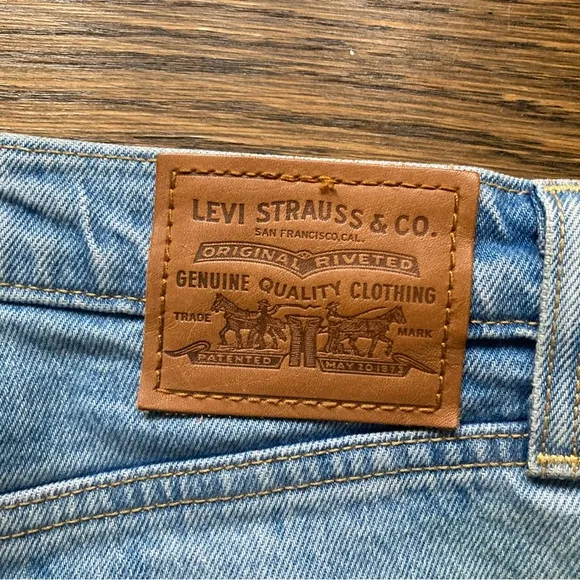 LEVI STRAUSS & CO.
SAN FRANCISCO, CAL.
ORIGINAL RIVETED
GENUINE QUALITY CLOTHING
TRADE MARK
PATENTED MAY 20 1873